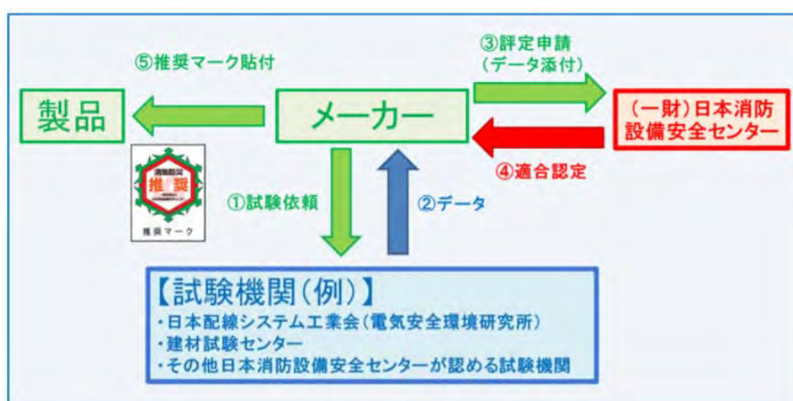 ⑤推奨マーク貼付
③評定申請
(データ添付)
製品
メーカー
(一財)日本消防
設備安全センター
④適合認定
消防防災
推奨
推奨マーク
①試験依頼
②データ
【試験機関(例)】
・日本配線システム工業会(電気安全環境研究所)
・建材試験センター
・その他日本消防設備安全センターが認める試験機関